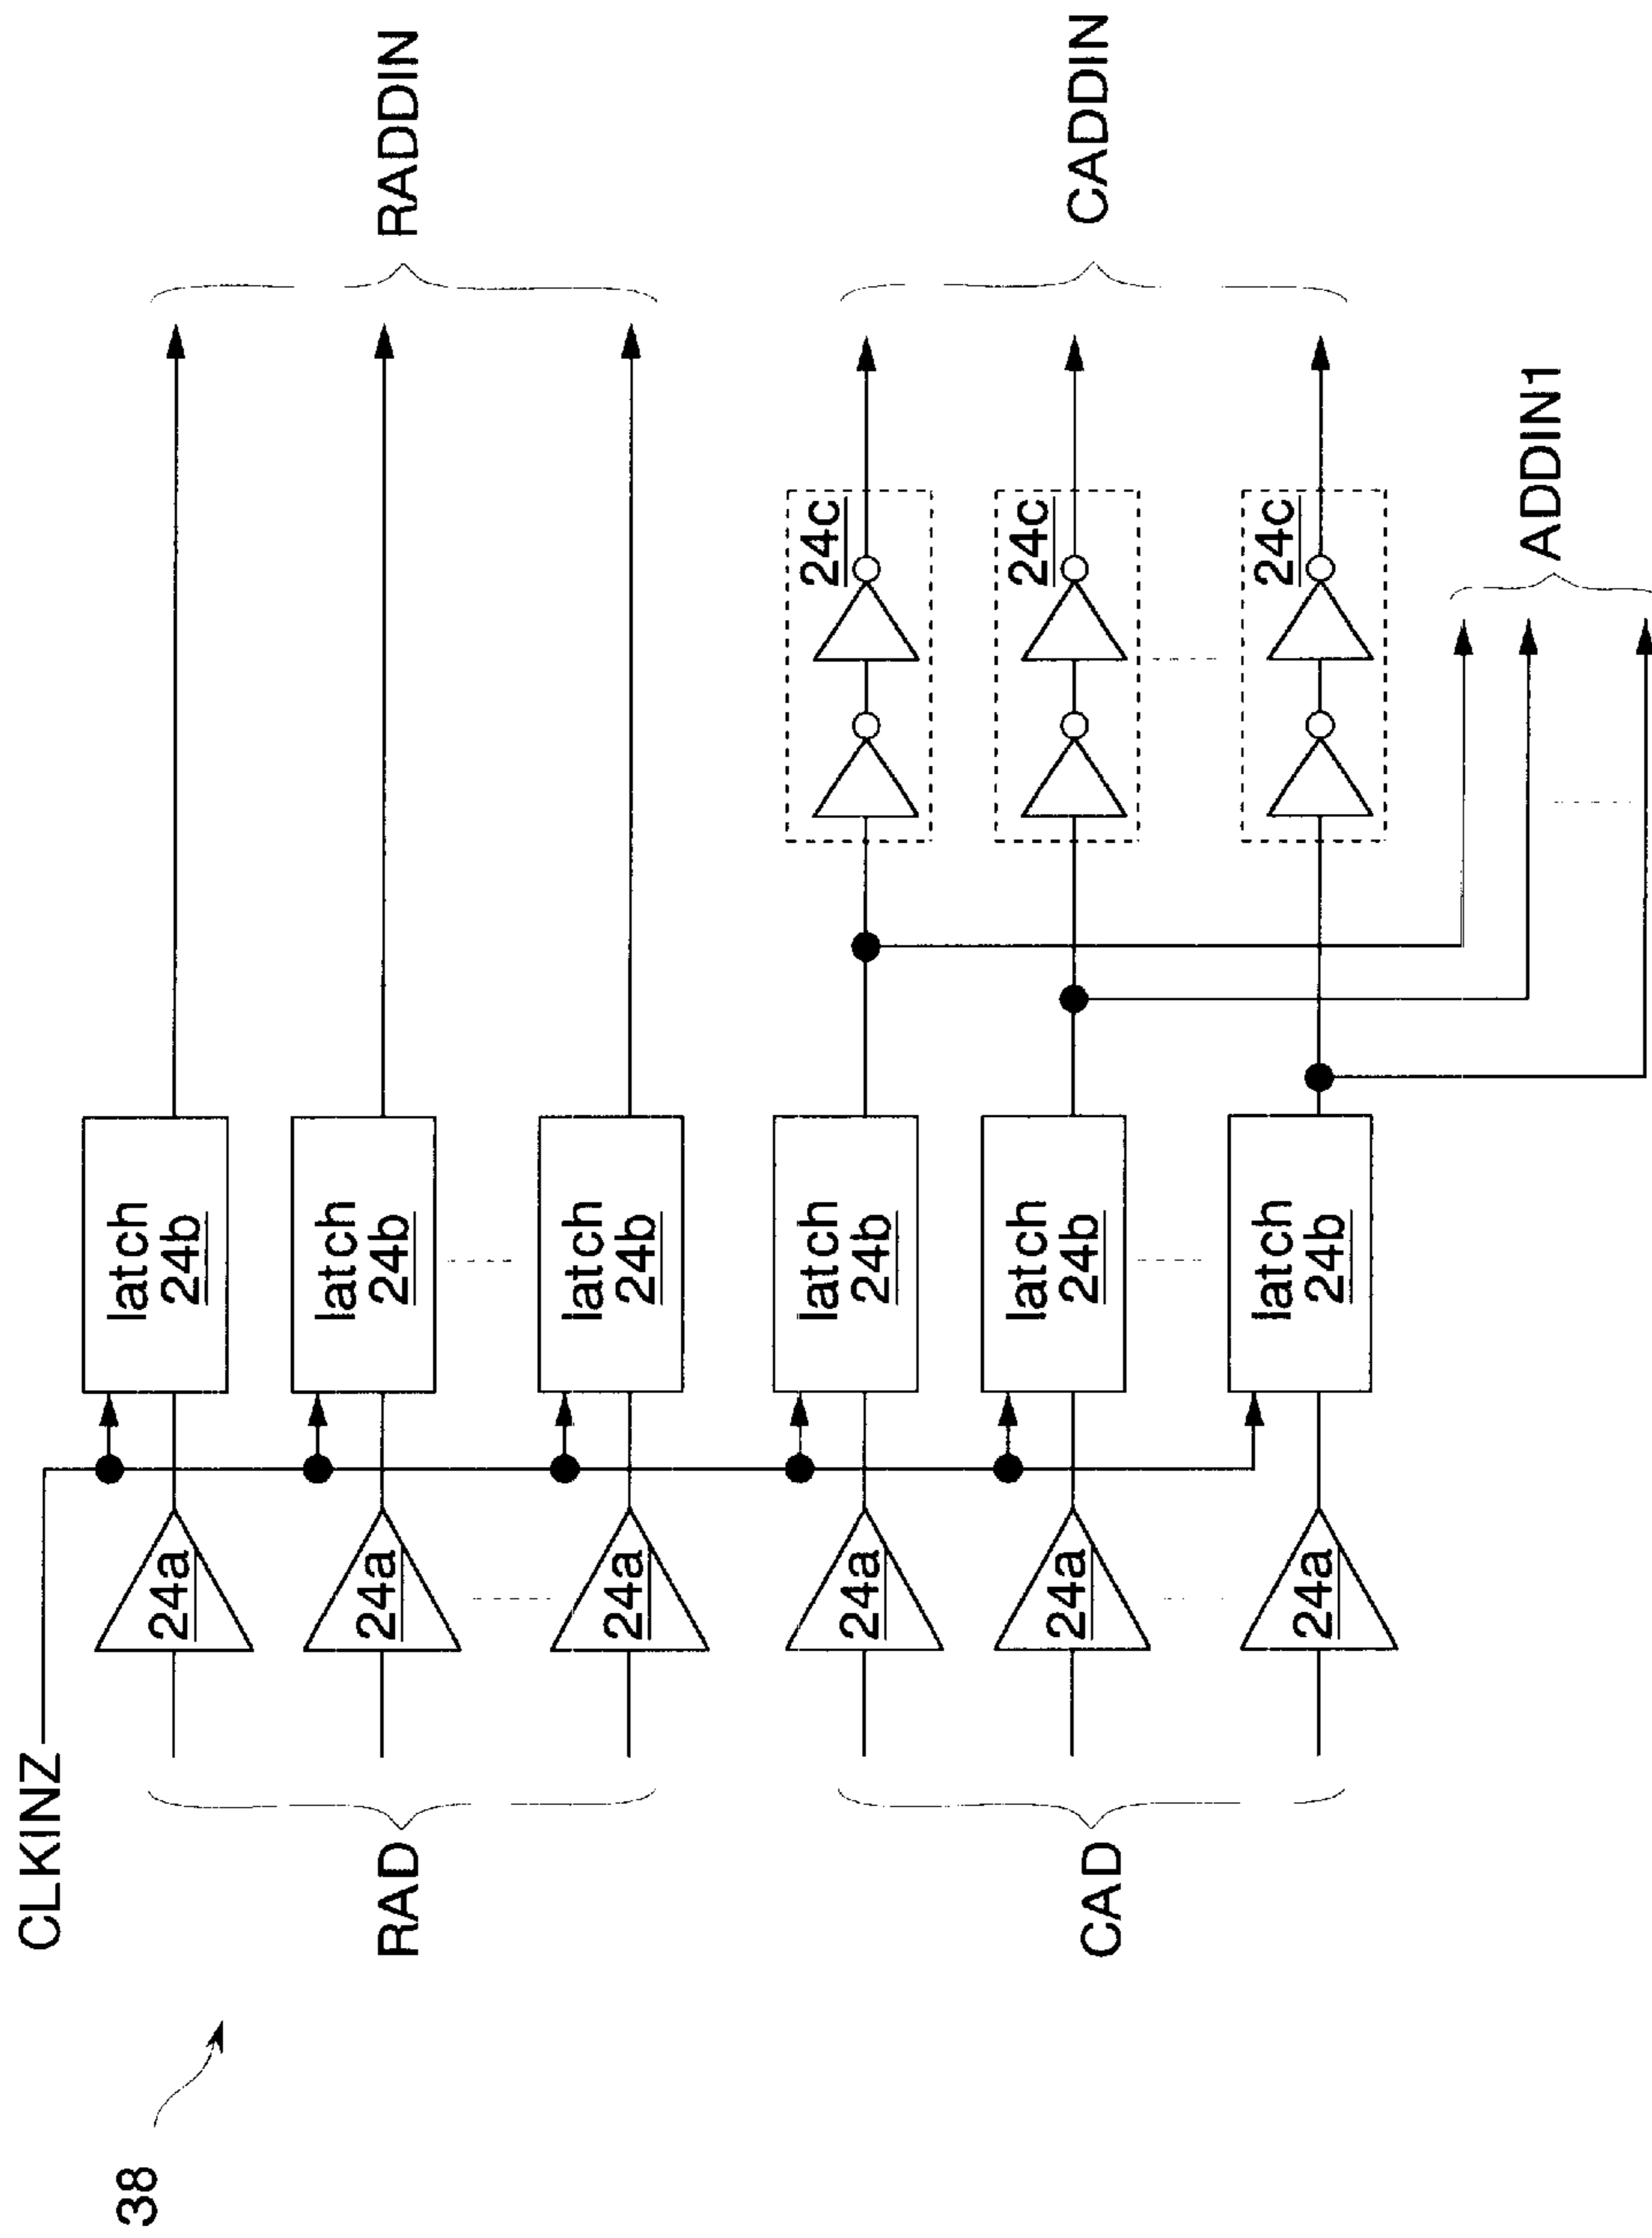 38
CLKINZ
RAD
24a
latch
24b
24a
latch
24b
24a
latch
24b
RADDIN
CAD
24a
latch
24b
24c
24a
latch
24b
24c
24a
latch
24b
24c
CADDIN
ADDIN1